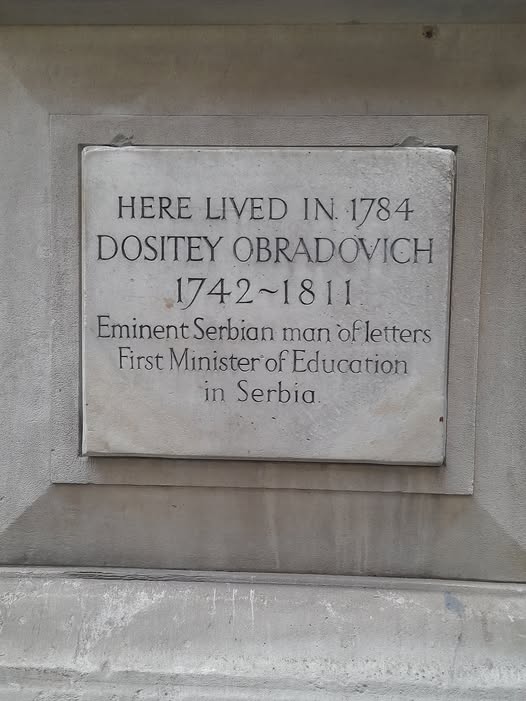 HERE LIVED IN 1784
DOSITEY OBRADOVICH
1742~1811
Eminent Serbian man of letters
First Minister of Education
in Serbia.